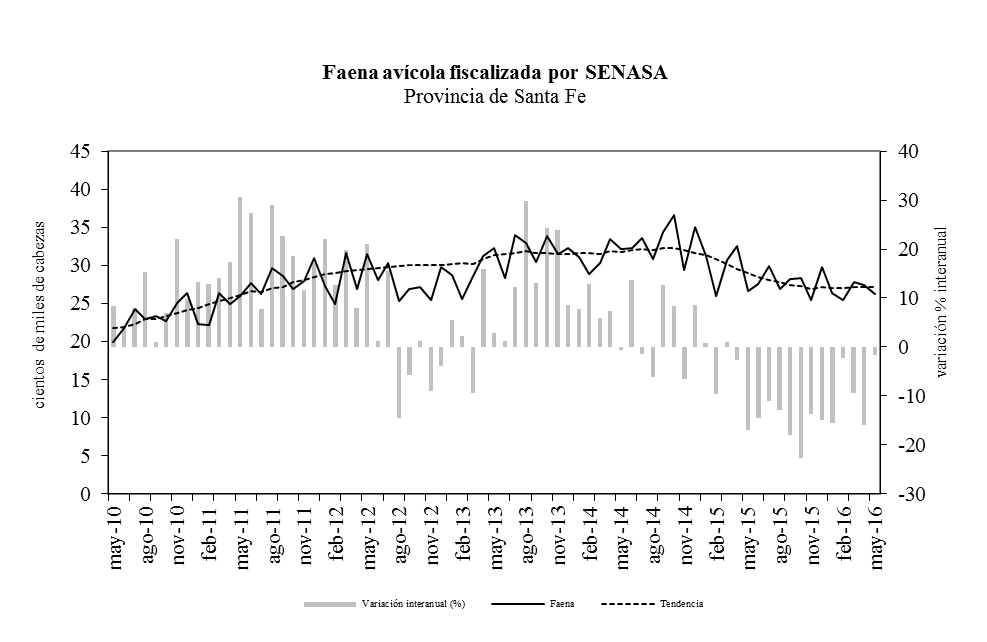 Faena avícola fiscalizada por SENASA
Provincia de Santa Fe
cientos de miles de cabezas
45
40
35
30
25
20
15
10
5
0
40
30
20
10
0
-10
-20
-30
variación % interanual
may-10
ago-10
nov-10
feb-11
may-11
ago-11
nov-11
feb-12
may-12
ago-12
nov-12
feb-13
may-13
ago-13
nov-13
feb-14
may-14
ago-14
nov-14
feb-15
may-15
ago-15
nov-15
feb-16
may-16
Variación interanual (%)
Faena
Tendencia